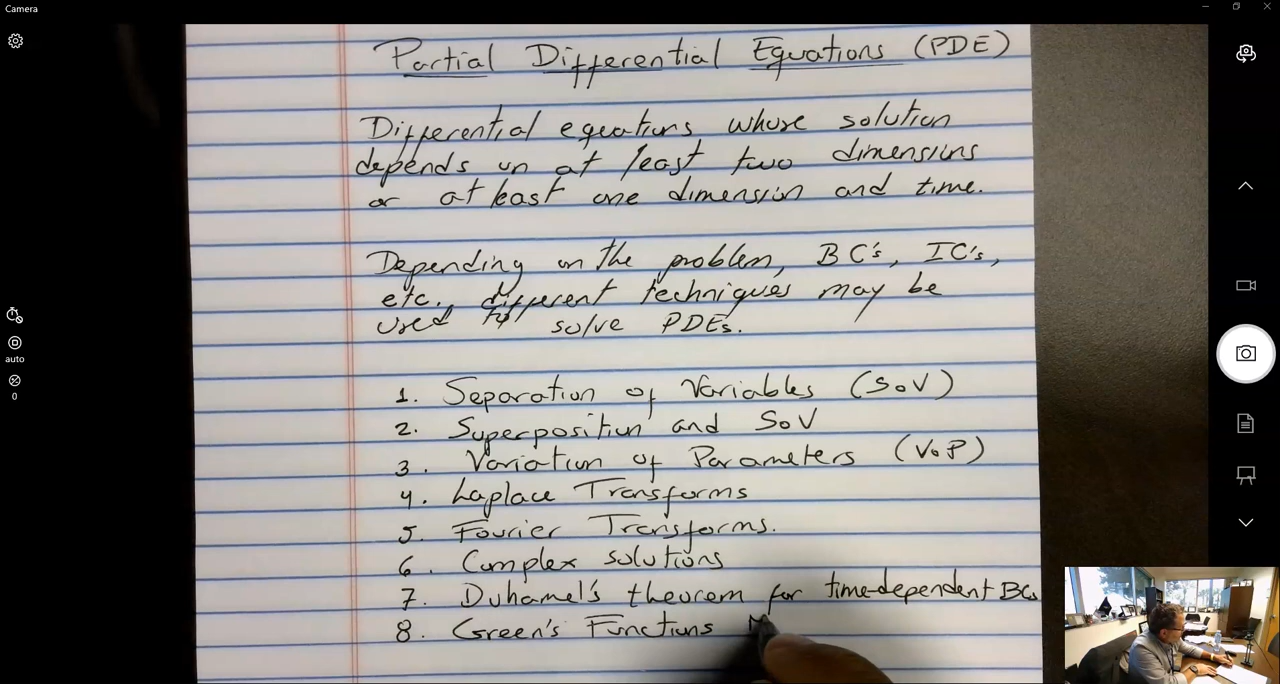 Camera
Partial Differential Equations (PDE)
Differential equations whose solution
depends on at least two dimensions
or at least one dimension and time.
Depending on the problem, BC's, IC's,
etc., different techniques may be
used to solve PDEs.
1. Separation of Variables (SoV)
2. Superposition and SoV
3. Variation of Parameters (VoP)
4. Laplace Transforms
5. Fourier Transforms.
6. Complex solutions
7. Duhamel's theorem for time-dependent BCs
8. Green's Functions
auto
0